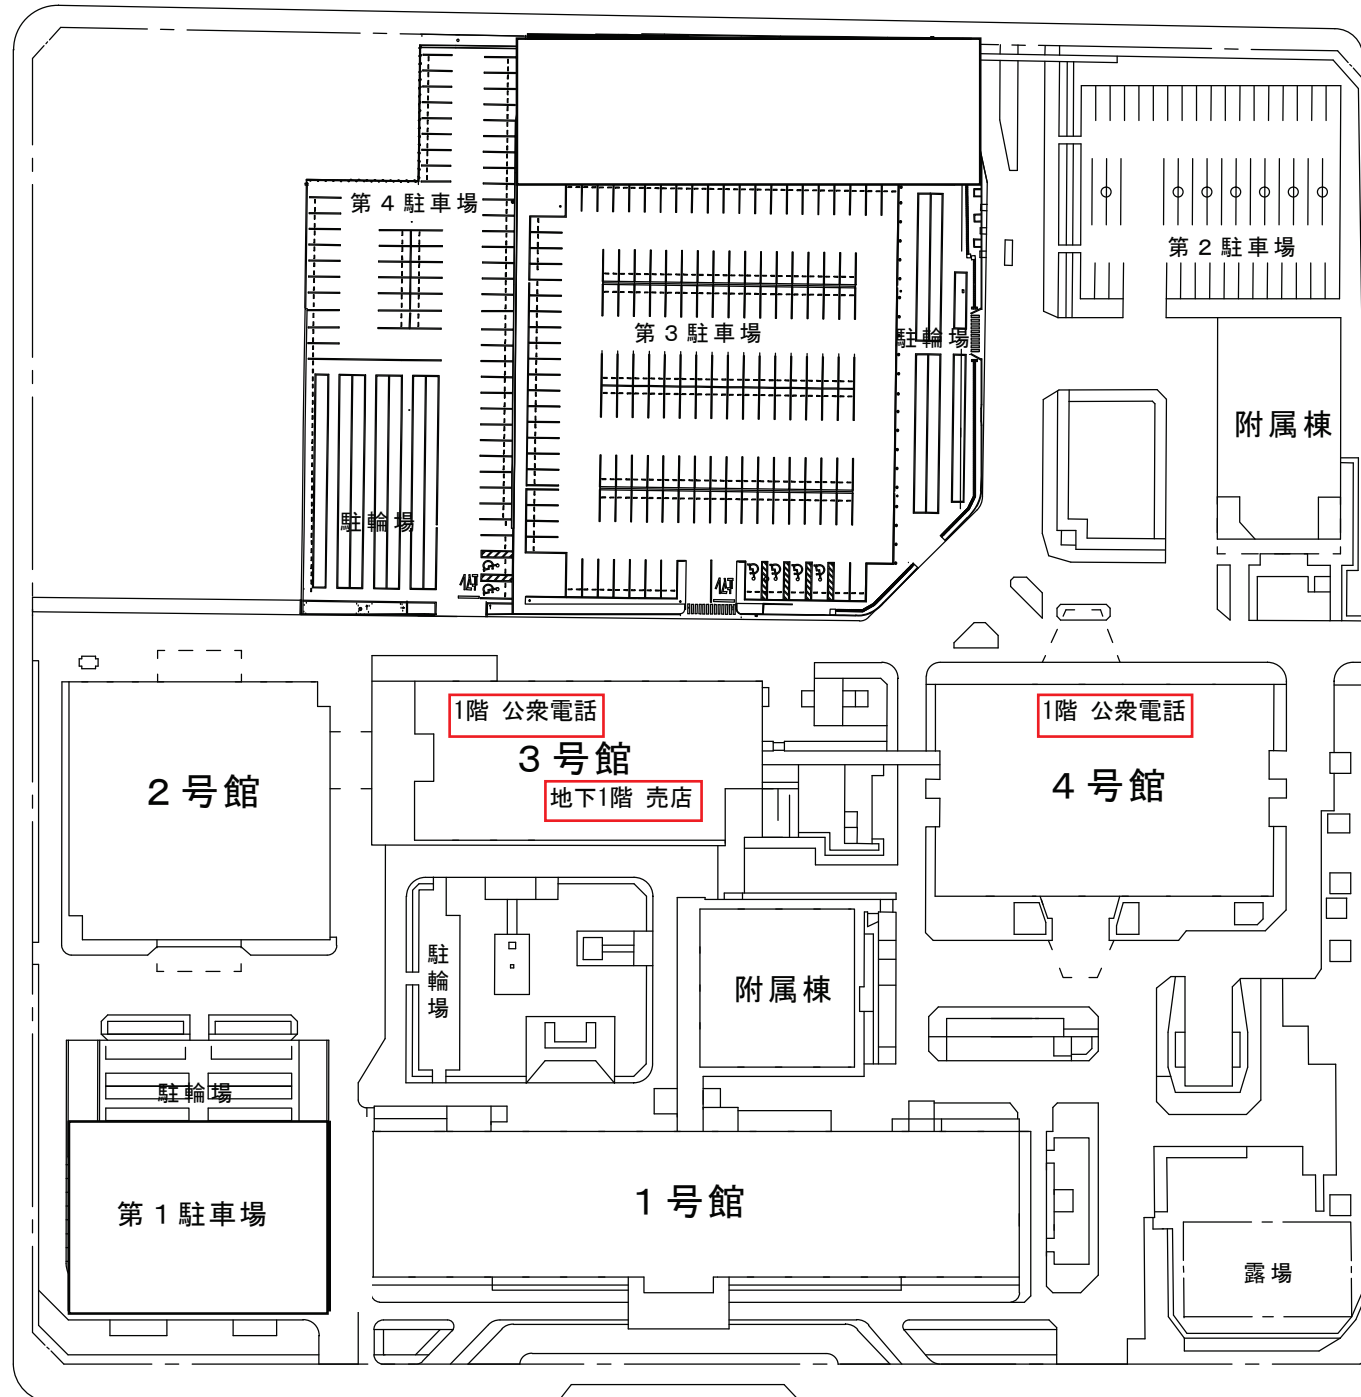 第4駐車場
第2駐車場
第3駐車場
駐輪場
附属棟
駐輪場
1階 公衆電話
1階 公衆電話
3号館
2号館
4号館
地下1階 売店
駐輪場
附属棟
駐輪場
1号館
第1駐車場
露場